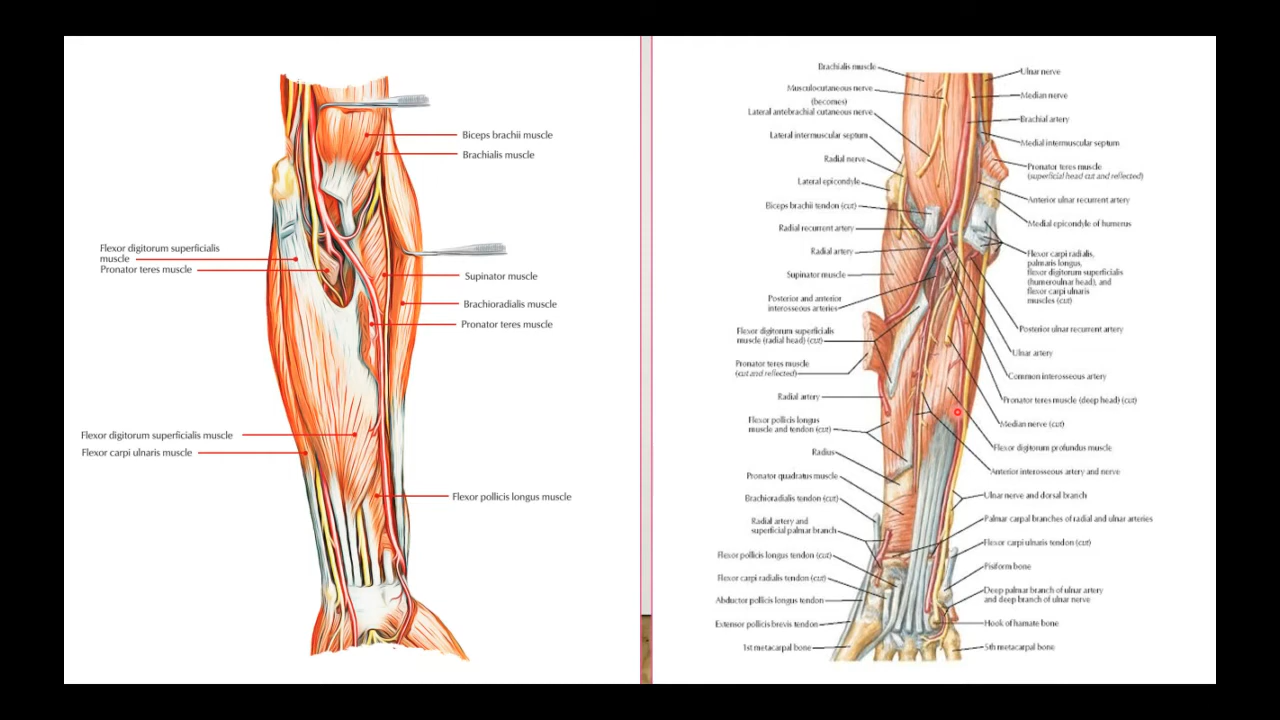 Biceps brachii muscle
Brachialis muscle
Flexor digitorum superficialis
muscle
Pronator teres muscle
Supinator muscle
Brachioradialis muscle
Pronator teres muscle
Flexor digitorum superficialis muscle
Flexor carpi ulnaris muscle
Flexor pollicis longus muscle
Brachialis muscle
Musculocutaneous nerve
(becomes)
Lateral antebrachial cutaneous nerve
Lateral intermuscular septum
Radial nerve
Lateral epicondyle
Biceps brachii tendon (cut)
Radial recurrent artery
Radial artery
Supinator muscle
Posterior and anterior
interosseous arteries
Flexor digitorum superficialis
muscle (radial head) (cut)
Pronator teres muscle
(cut and reflected)
Radial artery
Flexor pollicis longus
muscle and tendon (cut)
Radius
Pronator quadratus muscle
Brachioradialis tendon (cut)
Radial artery and
superficial palmar branch
Flexor pollicis longus tendon (cut)
Flexor carpi radialis tendon (cut)
Abductor pollicis longus tendon
Extensor pollicis brevis tendon
1st metacarpal bone
Ulnar nerve
Median nerve
Brachial artery
Medial intermuscular septum
Pronator teres muscle
(superficial head cut and reflected)
Anterior ulnar recurrent artery
Medial epicondyle of humerus
Flexor carpi radialis,
palmaris longus,
flexor digitorum superficialis
(humeroulnar head), and
flexor carpi ulnaris
muscles (cut)
Posterior ulnar recurrent artery
Ulnar artery
Common interosseous artery
Pronator teres muscle (deep head) (cut)
Median nerve (cut)
Flexor digitorum profundus muscle
Anterior interosseous artery and nerve
Ulnar nerve and dorsal branch
Palmar carpal branches of radial and ulnar arteries
Flexor carpi ulnaris tendon (cut)
Pisiform bone
Deep palmar branch of ulnar artery
and deep branch of ulnar nerve
Hook of hamate bone
5th metacarpal bone